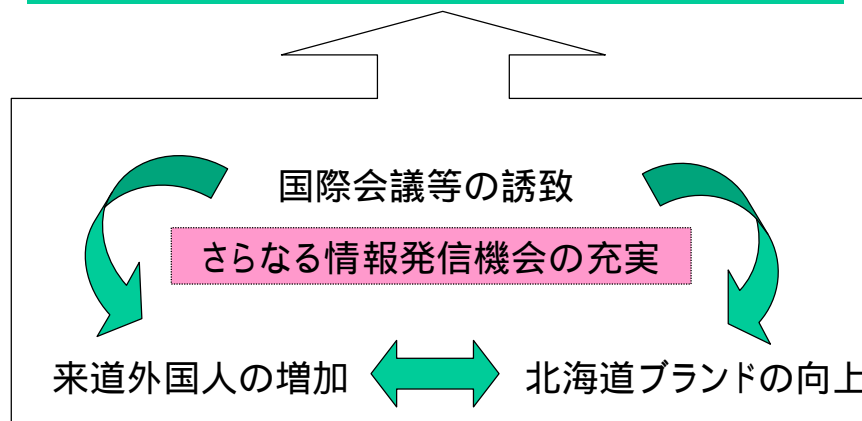 国際会議等の誘致
さらなる情報発信機会の充実
来道外国人の増加
北海道ブランドの向上